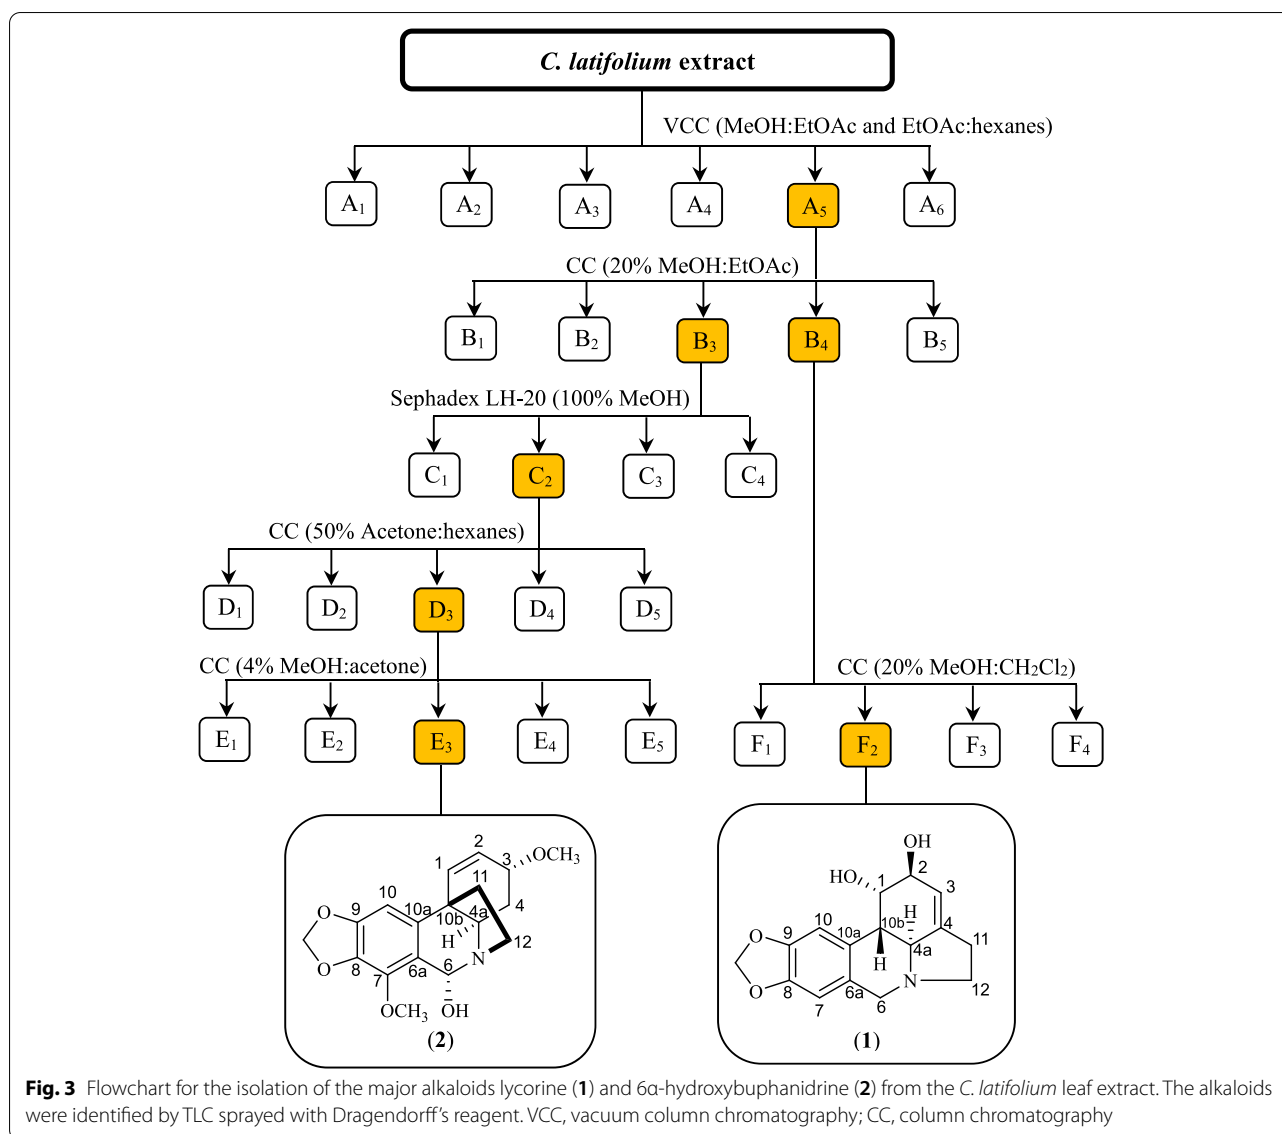 C. latifolium extract
VCC (MeOH:EtOAc and EtOAc:hexanes)
A1 A2 A3 A4 A5 A6
CC (20% MeOH:EtOAc)
B1 B2 B3 B4 B5
Sephadex LH-20 (100% MeOH)
C1 C2 C3 C4
CC (50% Acetone:hexanes)
D1 D2 D3 D4 D5
CC (4% MeOH:acetone)
E1 E2 E3 E4 E5
CC (20% MeOH:CH2Cl2)
F1 F2 F3 F4
2
1 3 OCH3
11
10 4
O 9 10a 10b 4a
H 12
O 8 6a 6 N
7
OCH3 OH
(2)
OH
HO 1 2
3
10 H
O 9 10a 4
4a 11
H
O 8 6a N 12
7 6
(1)
Fig. 3 Flowchart for the isolation of the major alkaloids lycorine (1) and 6α-hydroxybuphanidrine (2) from the C. latifolium leaf extract. The alkaloids
were identified by TLC sprayed with Dragendorff's reagent. VCC, vacuum column chromatography; CC, column chromatography